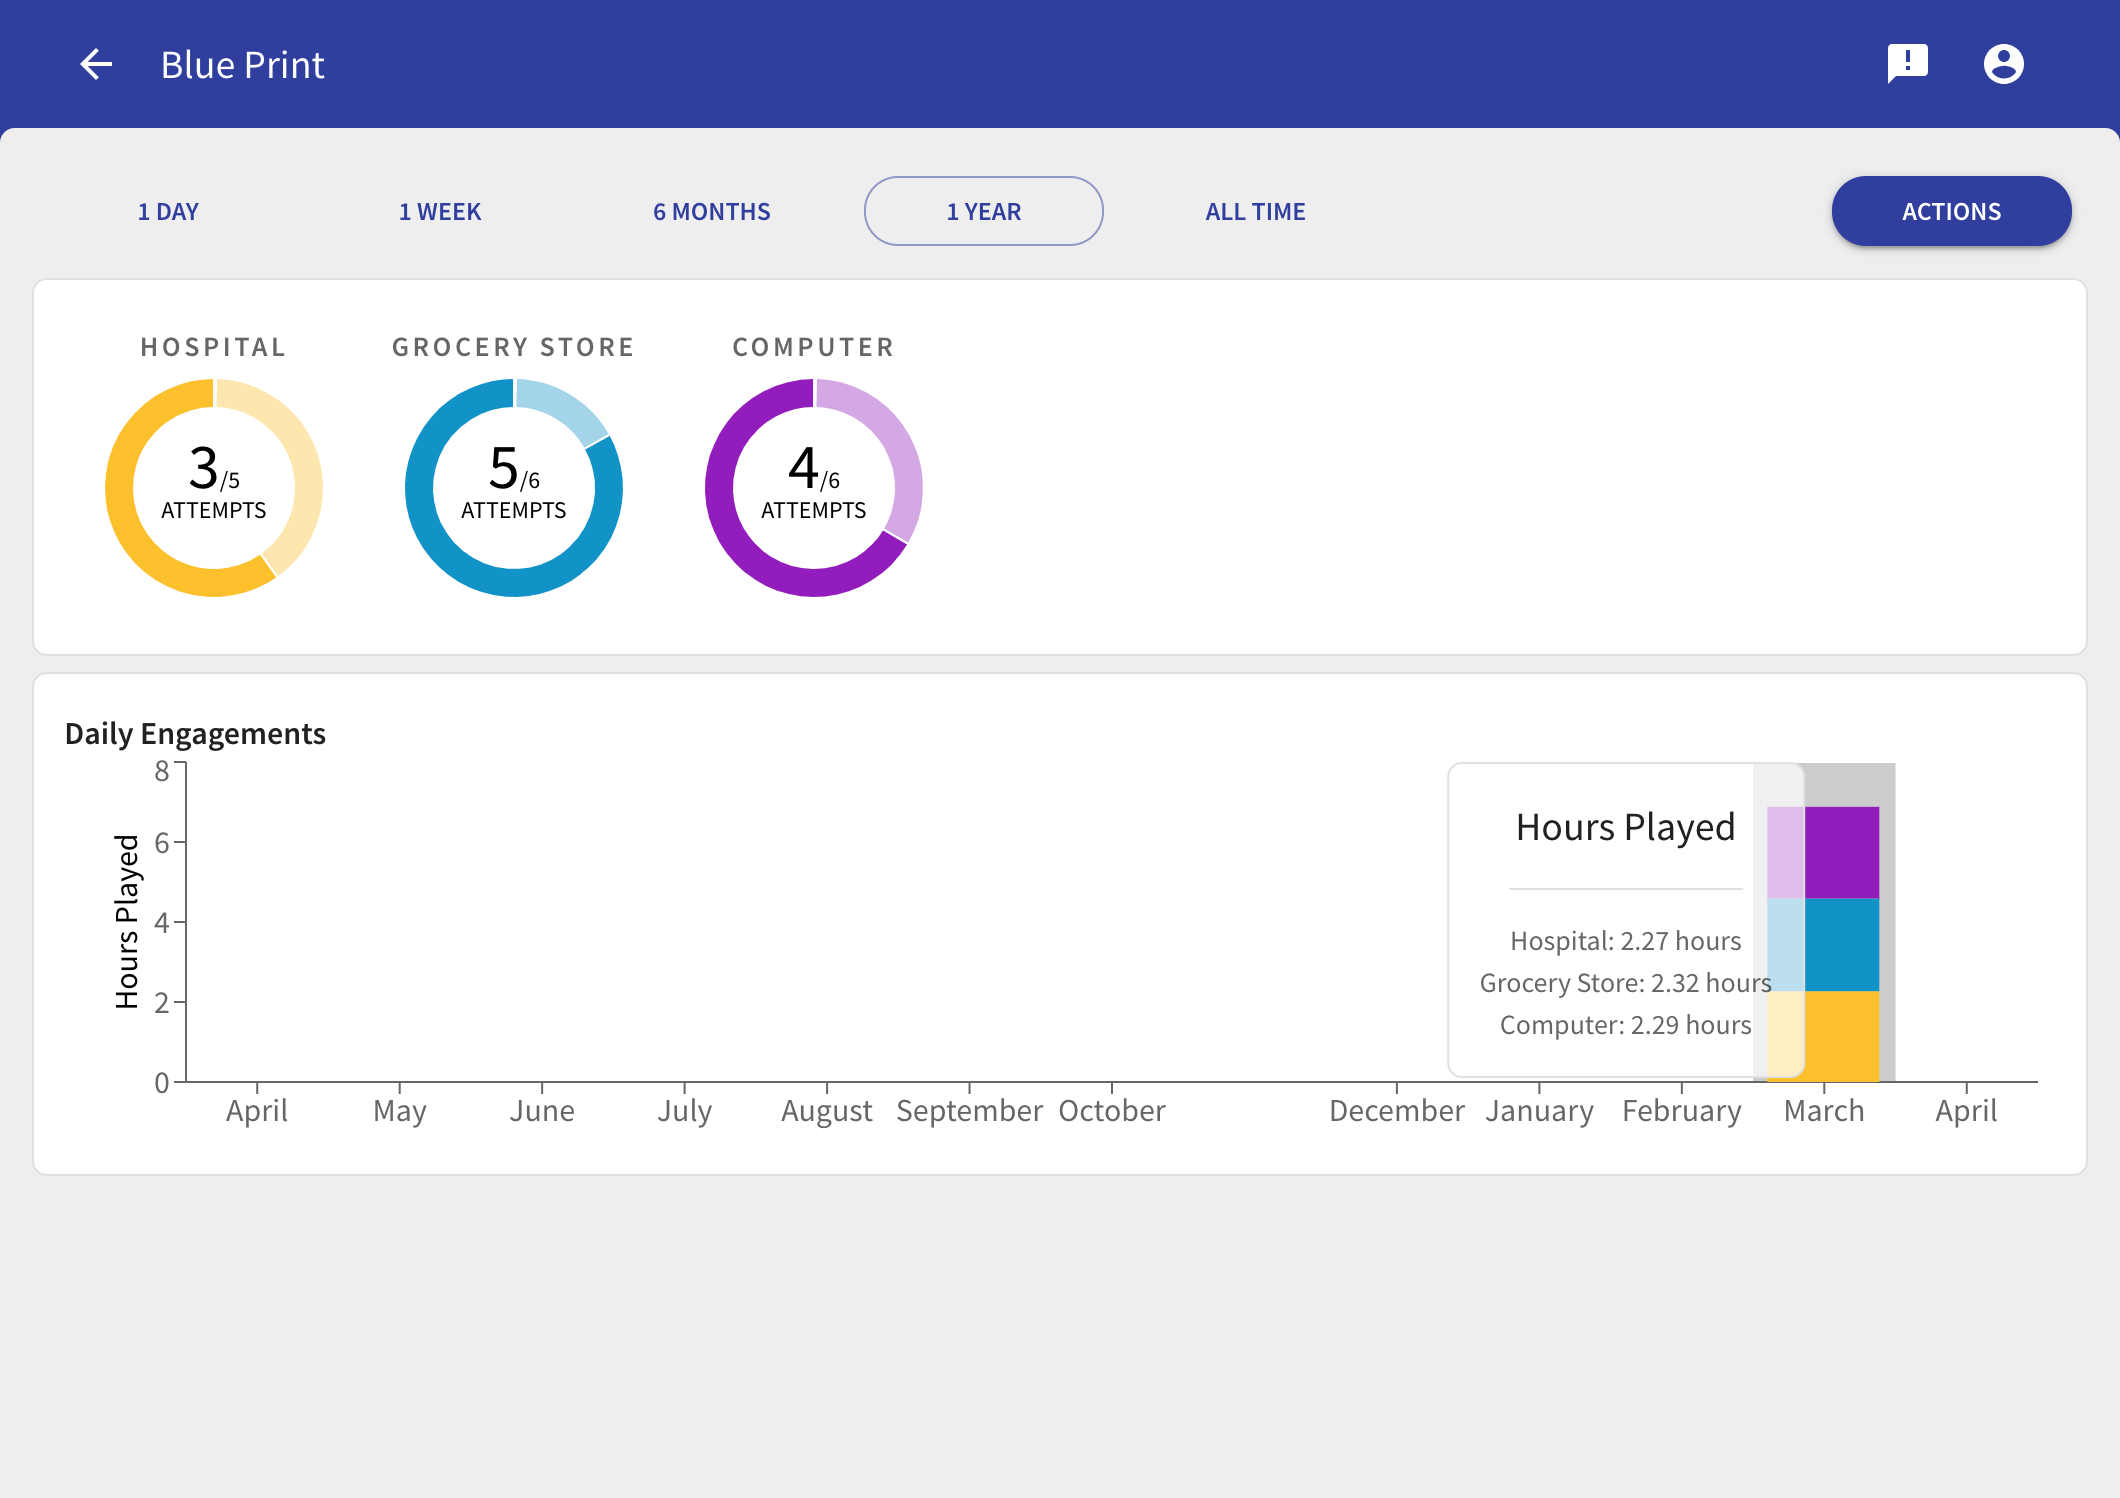 Blue Print
1 DAY
1 WEEK
6 MONTHS
1 YEAR
ALL TIME
ACTIONS
HOSPITAL
GROCERY STORE
COMPUTER
3/5
ATTEMPTS
5/6
ATTEMPTS
4/6
ATTEMPTS
Daily Engagements
Hours Played
8
6
4
2
0
Hours Played
Hospital: 2.27 hours
Grocery Store: 2.32 hours
Computer: 2.29 hours
April
May
June
July
August
September
October
December
January
February
March
April